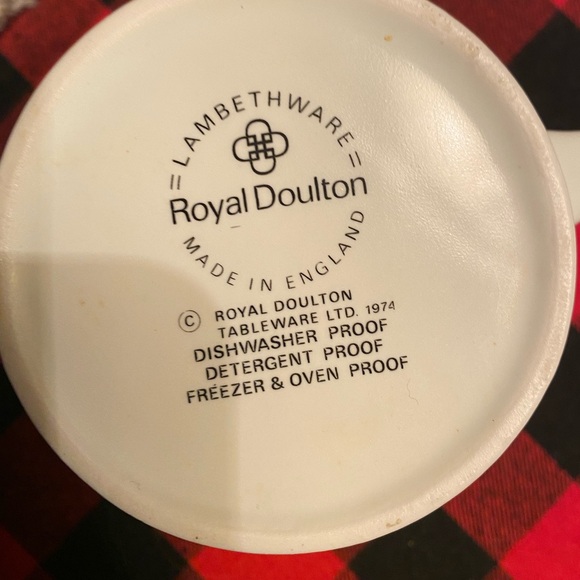 = LAMBETHWARE =
Royal Doulton
MADE IN ENGLAND
© ROYAL DOULTON
TABLEWARE LTD. 1974
DISHWASHER PROOF
DETERGENT PROOF
FREEZER & OVEN PROOF